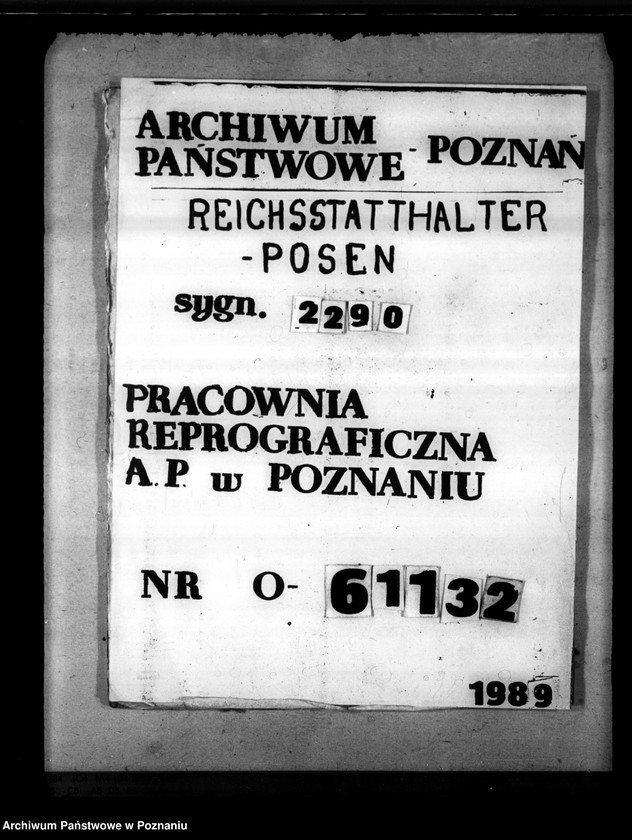 ARCHIWUM
PAŃSTWOWE - POZNAŃ
REICHSSTATTHALTER
-POSEN
sygn. 2290
PRACOWNIA
REPROGRAFICZNA
A.P. w POZNANIU
NR O-61132
1989
Archiwum Państwowe w Poznaniu